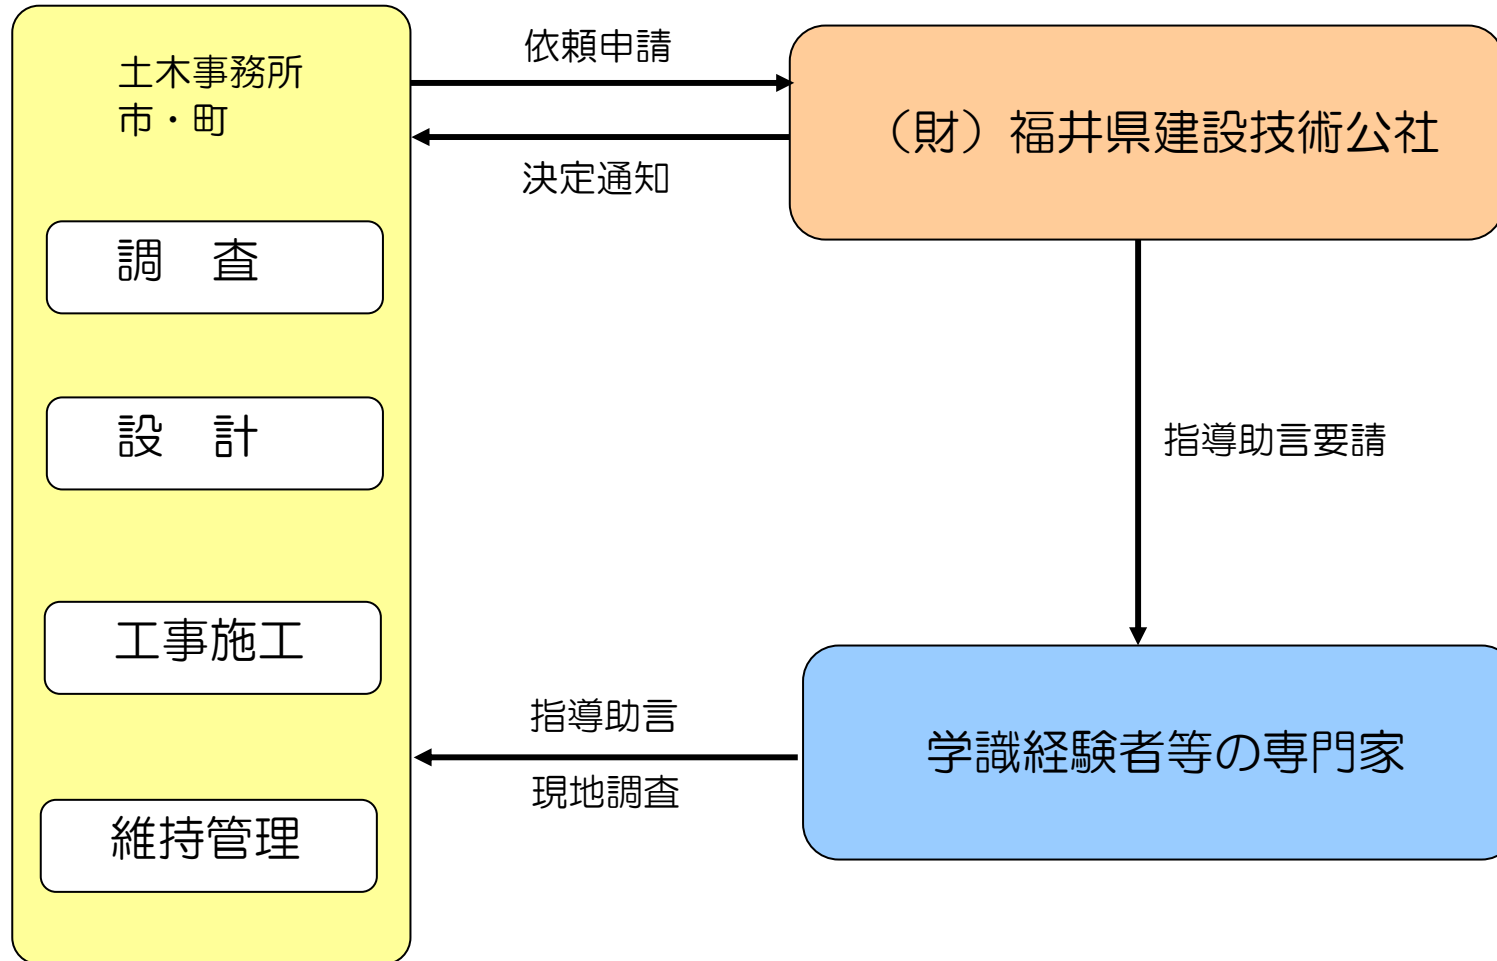 土木事務所
市・町
調　査
設　計
工事施工
維持管理
依頼申請
決定通知
（財）福井県建設技術公社
指導助言要請
指導助言
現地調査
学識経験者等の専門家